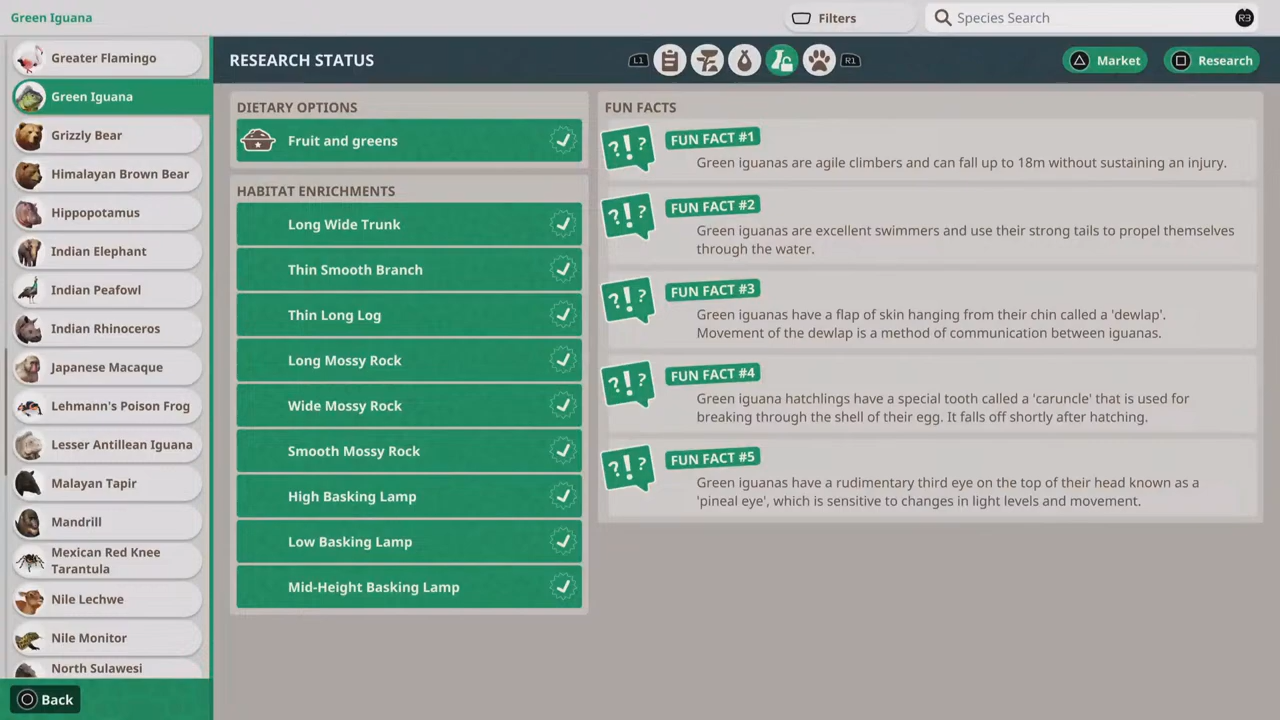 Green Iguana
Filters
Species Search
R3
Greater Flamingo
Green Iguana
Grizzly Bear
Himalayan Brown Bear
Hippopotamus
Indian Elephant
Indian Peafowl
Indian Rhinoceros
Japanese Macaque
Lehmann's Poison Frog
Lesser Antillean Iguana
Malayan Tapir
Mandrill
Mexican Red Knee
Tarantula
Nile Lechwe
Nile Monitor
North Sulawesi
Back
RESEARCH STATUS
L1
R1
Market
Research
DIETARY OPTIONS
Fruit and greens
HABITAT ENRICHMENTS
Long Wide Trunk
Thin Smooth Branch
Thin Long Log
Long Mossy Rock
Wide Mossy Rock
Smooth Mossy Rock
High Basking Lamp
Low Basking Lamp
Mid-Height Basking Lamp
FUN FACTS
?!? FUN FACT #1
Green iguanas are agile climbers and can fall up to 18m without sustaining an injury.
?!? FUN FACT #2
Green iguanas are excellent swimmers and use their strong tails to propel themselves
through the water.
?!? FUN FACT #3
Green iguanas have a flap of skin hanging from their chin called a 'dewlap'.
Movement of the dewlap is a method of communication between iguanas.
?!? FUN FACT #4
Green iguana hatchlings have a special tooth called a 'caruncle' that is used for
breaking through the shell of their egg. It falls off shortly after hatching.
?!? FUN FACT #5
Green iguanas have a rudimentary third eye on the top of their head known as a
'pineal eye', which is sensitive to changes in light levels and movement.